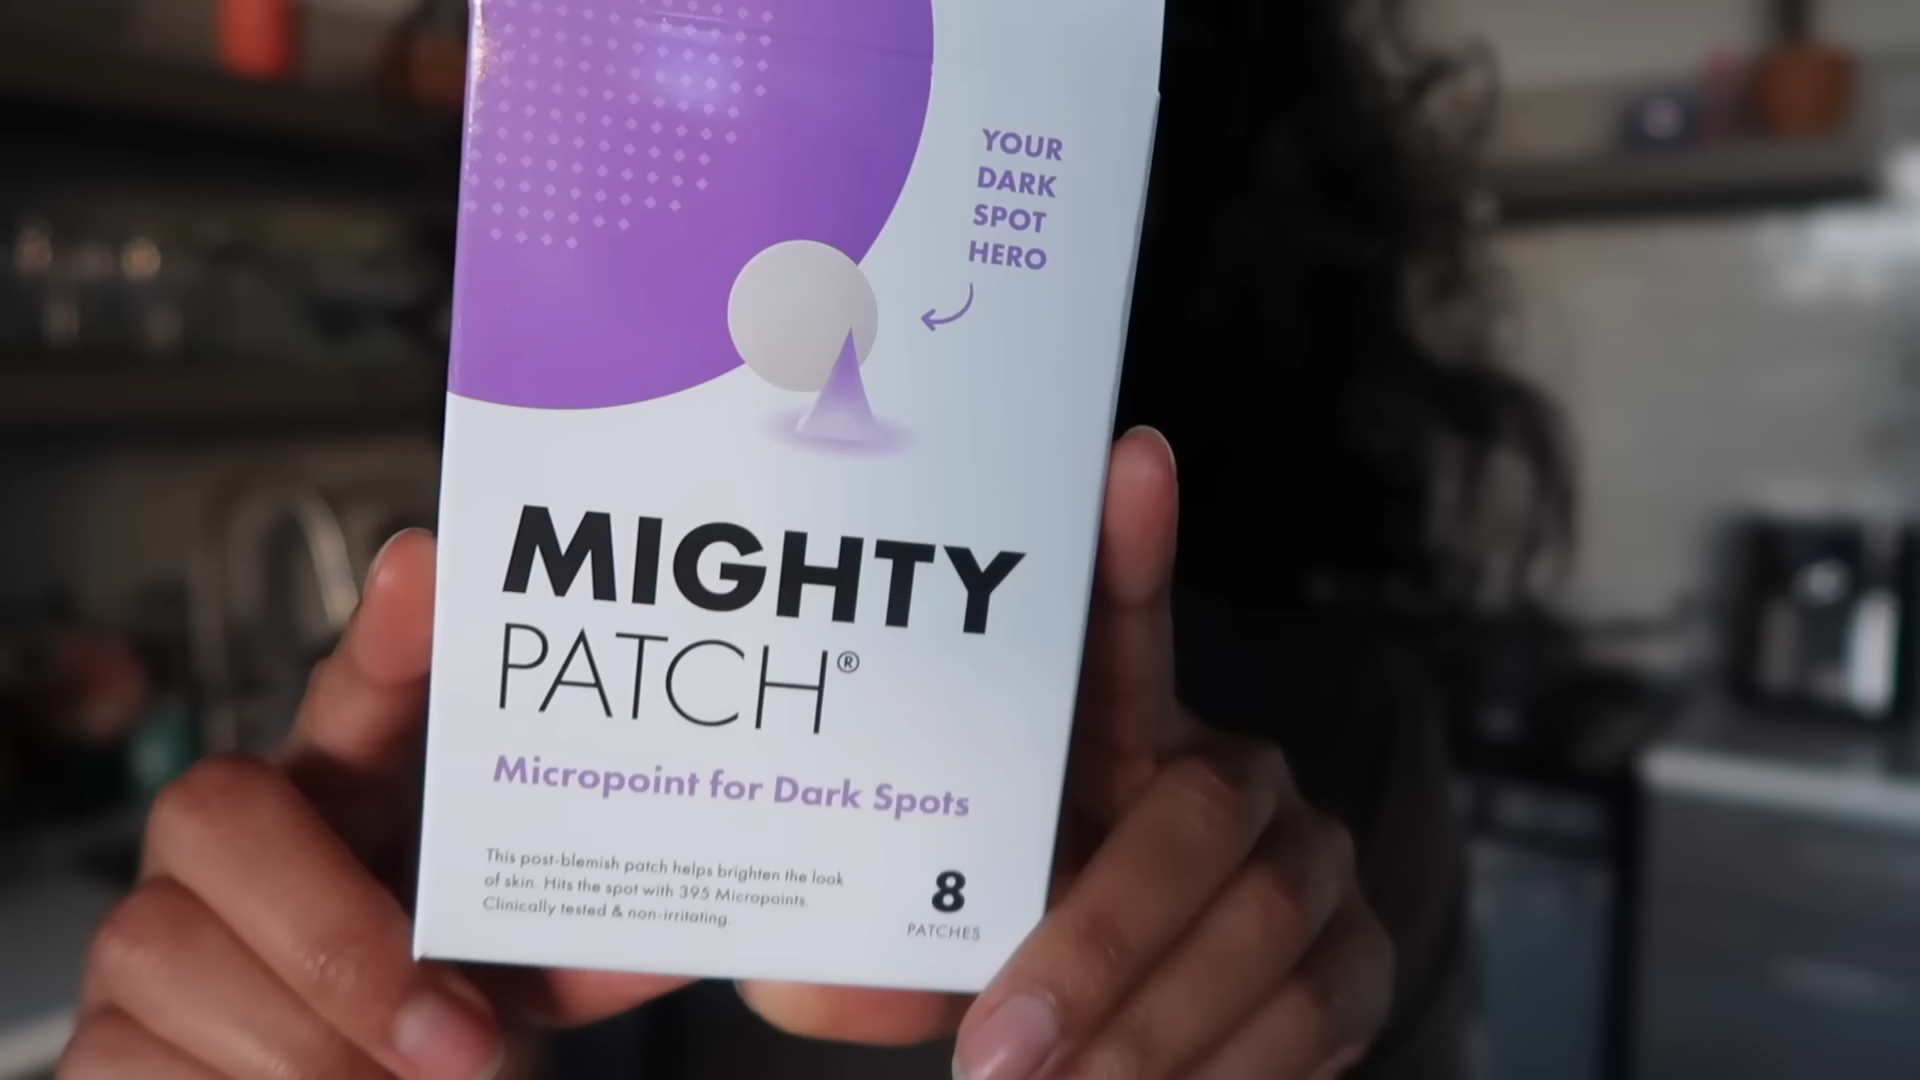 YOUR
DARK
SPOT
HERO
MIGHTY
PATCH®
Micropoint for Dark Spots
This post-blemish patch helps brighten the look
of skin. Hits the spot with 395 Micropoints.
Clinically tested & non-irritating.
8
PATCHES